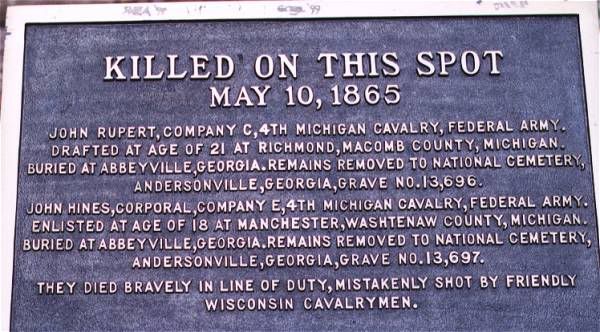 KILLED ON THIS SPOT
MAY 10, 1865
JOHN RUPERT, COMPANY C, 4TH MICHIGAN CAVALRY, FEDERAL ARMY.
DRAFTED AT AGE OF 21 AT RICHMOND, MACOMB COUNTY, MICHIGAN.
BURIED AT ABBEYVILLE, GEORGIA. REMAINS REMOVED TO NATIONAL CEMETERY,
ANDERSONVILLE, GEORGIA, GRAVE NO. 13,696.
JOHN HINES, CORPORAL, COMPANY E, 4TH MICHIGAN CAVALRY, FEDERAL ARMY.
ENLISTED AT AGE OF 18 AT MANCHESTER, WASHTENAW COUNTY, MICHIGAN.
BURIED AT ABBEYVILLE, GEORGIA. REMAINS REMOVED TO NATIONAL CEMETERY,
ANDERSONVILLE, GEORGIA, GRAVE NO. 13,697.
THEY DIED BRAVELY IN LINE OF DUTY, MISTAKENLY SHOT BY FRIENDLY
WISCONSIN CAVALRYMEN.